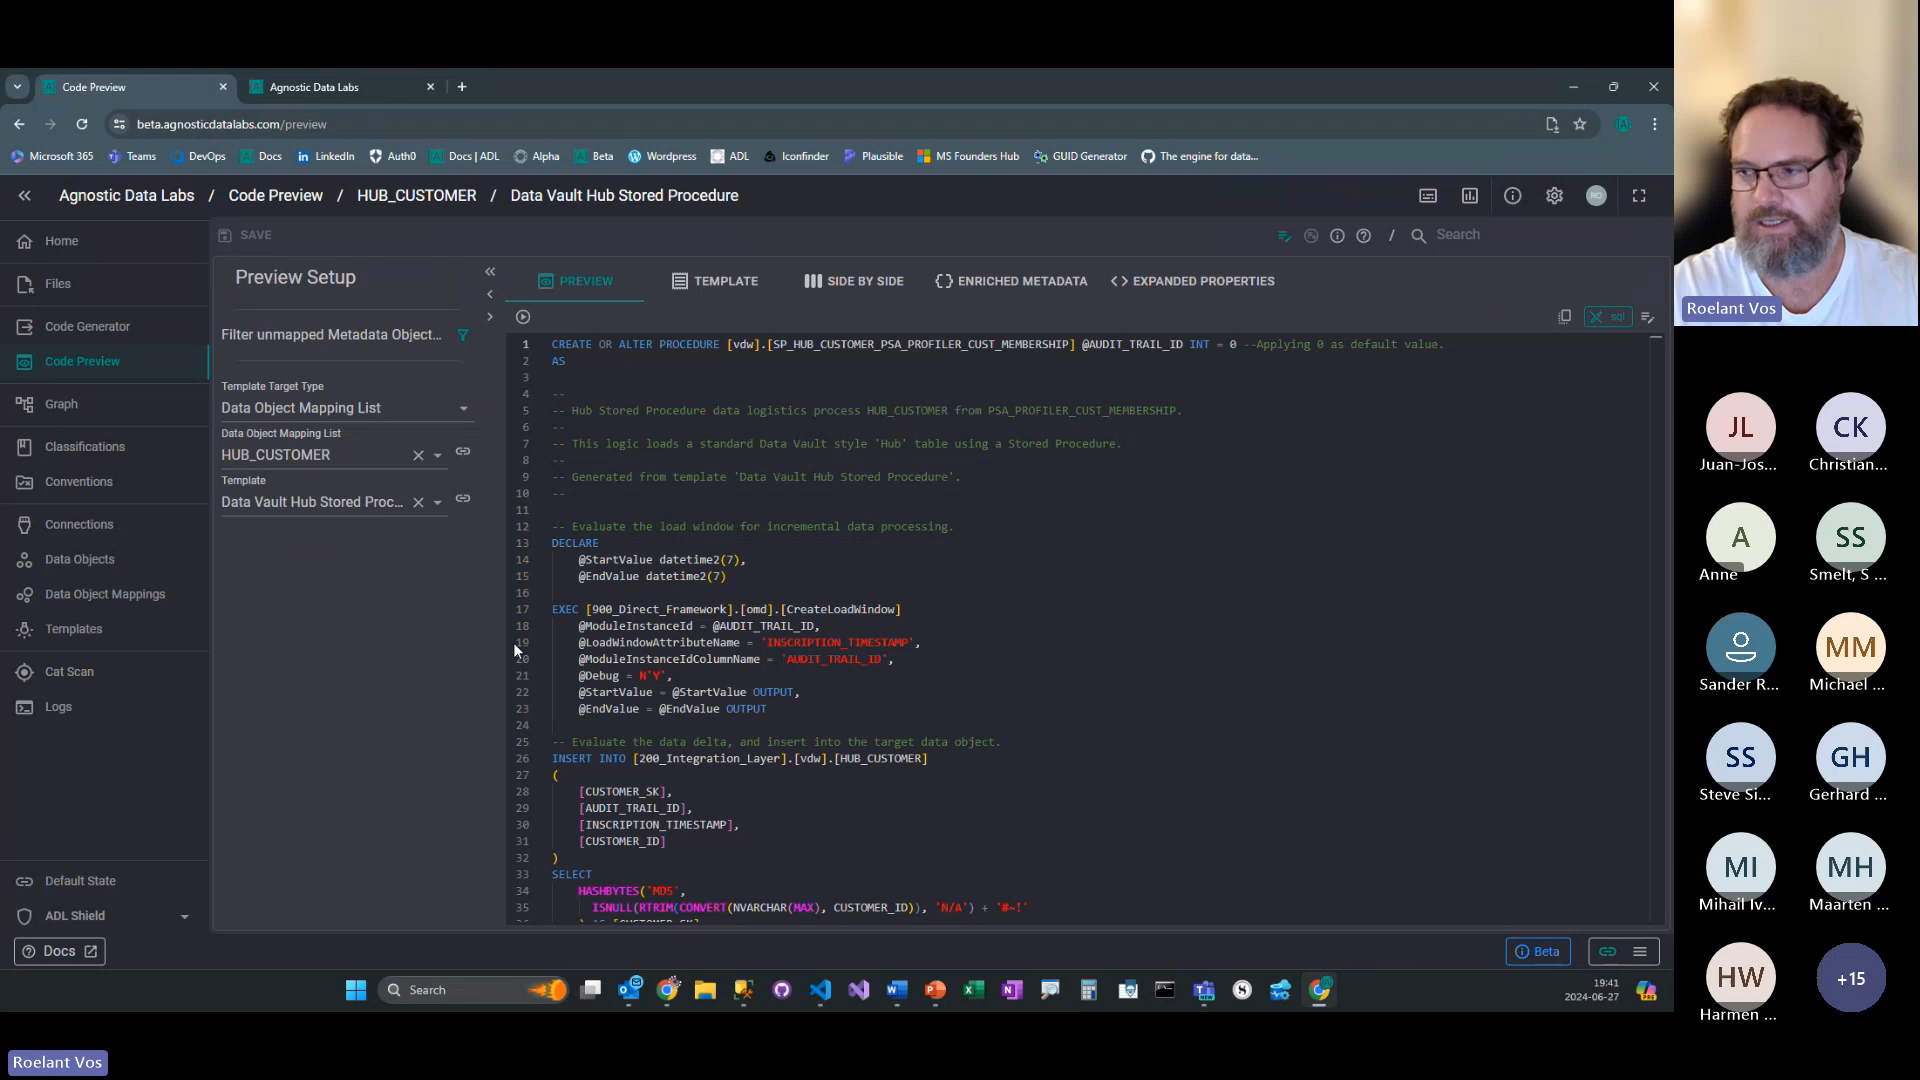 Code Preview
Agnostic Data Labs
beta.agnosticdatalabs.com/preview
Microsoft 365
Teams
DevOps
Docs
LinkedIn
Auth0
Docs | ADL
Alpha
Beta
Wordpress
ADL
Iconfinder
Plausible
MS Founders Hub
GUID Generator
The engine for data...
Agnostic Data Labs / Code Preview / HUB_CUSTOMER / Data Vault Hub Stored Procedure
RO
Home
Files
Code Generator
Code Preview
Graph
Classifications
Conventions
Connections
Data Objects
Data Object Mappings
Templates
Cat Scan
Logs
Default State
ADL Shield
Docs
SAVE
/ Search
Preview Setup
Filter unmapped Metadata Object...
Template Target Type
Data Object Mapping List
Data Object Mapping List
HUB_CUSTOMER
Template
Data Vault Hub Stored Proc...
PREVIEW
TEMPLATE
SIDE BY SIDE
ENRICHED METADATA
EXPANDED PROPERTIES
sql
1 CREATE OR ALTER PROCEDURE [vdw].[SP_HUB_CUSTOMER_PSA_PROFILER_CUST_MEMBERSHIP] @AUDIT_TRAIL_ID INT = 0 --Applying 0 as default value.
2 AS
3
4 --
5 -- Hub Stored Procedure data logistics process HUB_CUSTOMER from PSA_PROFILER_CUST_MEMBERSHIP.
6 --
7 -- This logic loads a standard Data Vault style 'Hub' table using a Stored Procedure.
8 --
9 -- Generated from template 'Data Vault Hub Stored Procedure'.
10 --
11
12 -- Evaluate the load window for incremental data processing.
13 DECLARE
14 @StartValue datetime2(7),
15 @EndValue datetime2(7)
16
17 EXEC [900_Direct_Framework].[omd].[CreateLoadWindow]
18 @ModuleInstanceId = @AUDIT_TRAIL_ID,
19 @LoadWindowAttributeName = 'INSCRIPTION_TIMESTAMP',
20 @ModuleInstanceIdColumnName = 'AUDIT_TRAIL_ID',
21 @Debug = N'Y',
22 @StartValue = @StartValue OUTPUT,
23 @EndValue = @EndValue OUTPUT
24
25 -- Evaluate the data delta, and insert into the target data object.
26 INSERT INTO [200_Integration_Layer].[vdw].[HUB_CUSTOMER]
27 (
28 [CUSTOMER_SK],
29 [AUDIT_TRAIL_ID],
30 [INSCRIPTION_TIMESTAMP],
31 [CUSTOMER_ID]
32 )
33 SELECT
34 HASHBYTES('MD5',
35 ISNULL(RTRIM(CONVERT(NVARCHAR(MAX), CUSTOMER_ID)), 'N/A') + '#~!'
Beta
Search
19:41
2024-06-27
Roelant Vos
Roelant Vos
JL
Juan-Jos...
CK
Christian...
A
Anne
SS
Smelt, S ...
Sander R...
MM
Michael ...
SS
Steve Si...
GH
Gerhard ...
MI
Mihail Iv...
MH
Maarten ...
HW
Harmen ...
+15